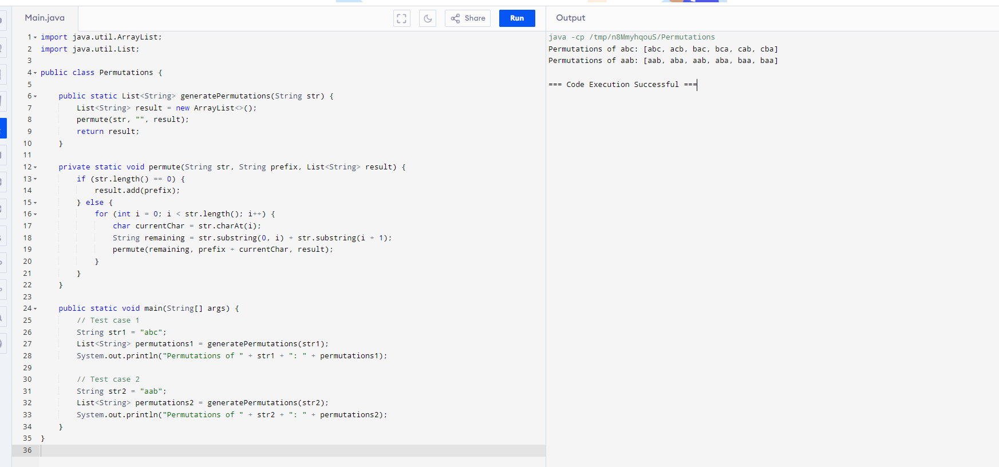 Main.java
Share
Run
Output
1 import java.util.ArrayList;
2 import java.util.List;
3
4 public class Permutations {
5
6     public static List<String> generatePermutations(String str) {
7         List<String> result = new ArrayList<>();
8         permute(str, "", result);
9         return result;
10     }
11
12     private static void permute(String str, String prefix, List<String> result) {
13         if (str.length() == 0) {
14             result.add(prefix);
15         } else {
16             for (int i = 0; i < str.length(); i++) {
17                 char currentChar = str.charAt(i);
18                 String remaining = str.substring(0, i) + str.substring(i + 1);
19                 permute(remaining, prefix + currentChar, result);
20             }
21         }
22     }
23
24     public static void main(String[] args) {
25         // Test case 1
26         String str1 = "abc";
27         List<String> permutations1 = generatePermutations(str1);
28         System.out.println("Permutations of " + str1 + ": " + permutations1);
29
30         // Test case 2
31         String str2 = "aab";
32         List<String> permutations2 = generatePermutations(str2);
33         System.out.println("Permutations of " + str2 + ": " + permutations2);
34     }
35 }
36
java -cp /tmp/n8MmyhqouS/Permutations
Permutations of abc: [abc, acb, bac, bca, cab, cba]
Permutations of aab: [aab, aba, aab, aba, baa, baa]
=== Code Execution Successful ===